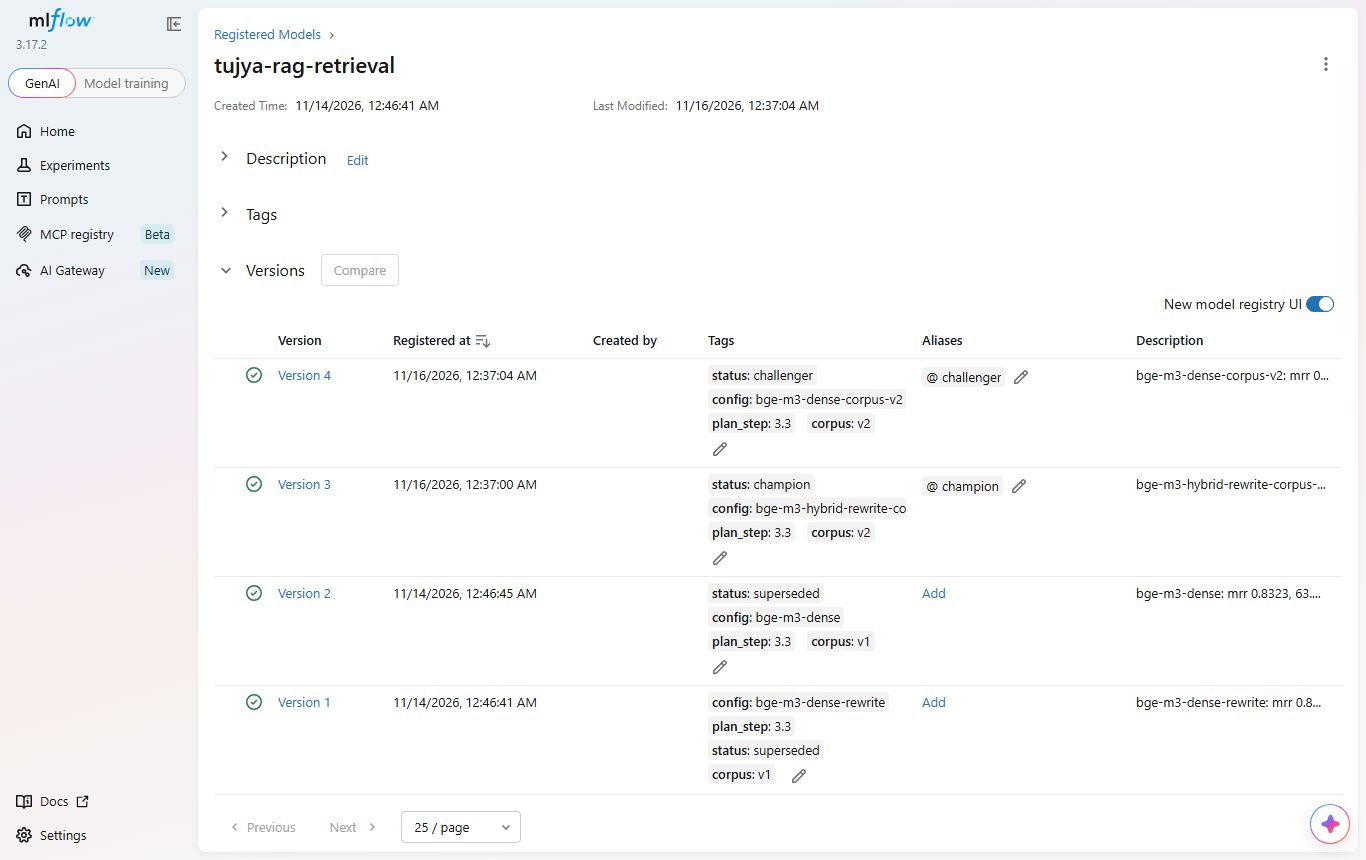 mlflow
3.17.2
GenAI Model training
Home
Experiments
Prompts
MCP registry Beta
AI Gateway New
Docs
Settings
Registered Models
tujya-rag-retrieval
Created Time: 11/14/2026, 12:46:41 AM Last Modified: 11/16/2026, 12:37:04 AM
Description Edit
Tags
Versions Compare
New model registry UI
Version Registered at Created by Tags Aliases Description
Version 4 11/16/2026, 12:37:04 AM status: challenger @ challenger bge-m3-dense-corpus-v2: mrr 0...
config: bge-m3-dense-corpus-v2
plan_step: 3.3 corpus: v2
Version 3 11/16/2026, 12:37:00 AM status: champion @ champion bge-m3-hybrid-rewrite-corpus-...
config: bge-m3-hybrid-rewrite-co
plan_step: 3.3 corpus: v2
Version 2 11/14/2026, 12:46:45 AM status: superseded Add bge-m3-dense: mrr 0.8323, 63....
config: bge-m3-dense
plan_step: 3.3 corpus: v1
Version 1 11/14/2026, 12:46:41 AM config: bge-m3-dense-rewrite Add bge-m3-dense-rewrite: mrr 0.8...
plan_step: 3.3
status: superseded
corpus: v1
Previous Next 25 / page